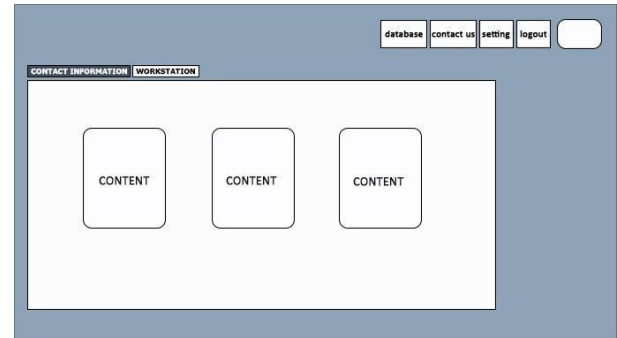 database contact us setting logout
CONTACT INFORMATION WORKSTATION
CONTENT CONTENT CONTENT